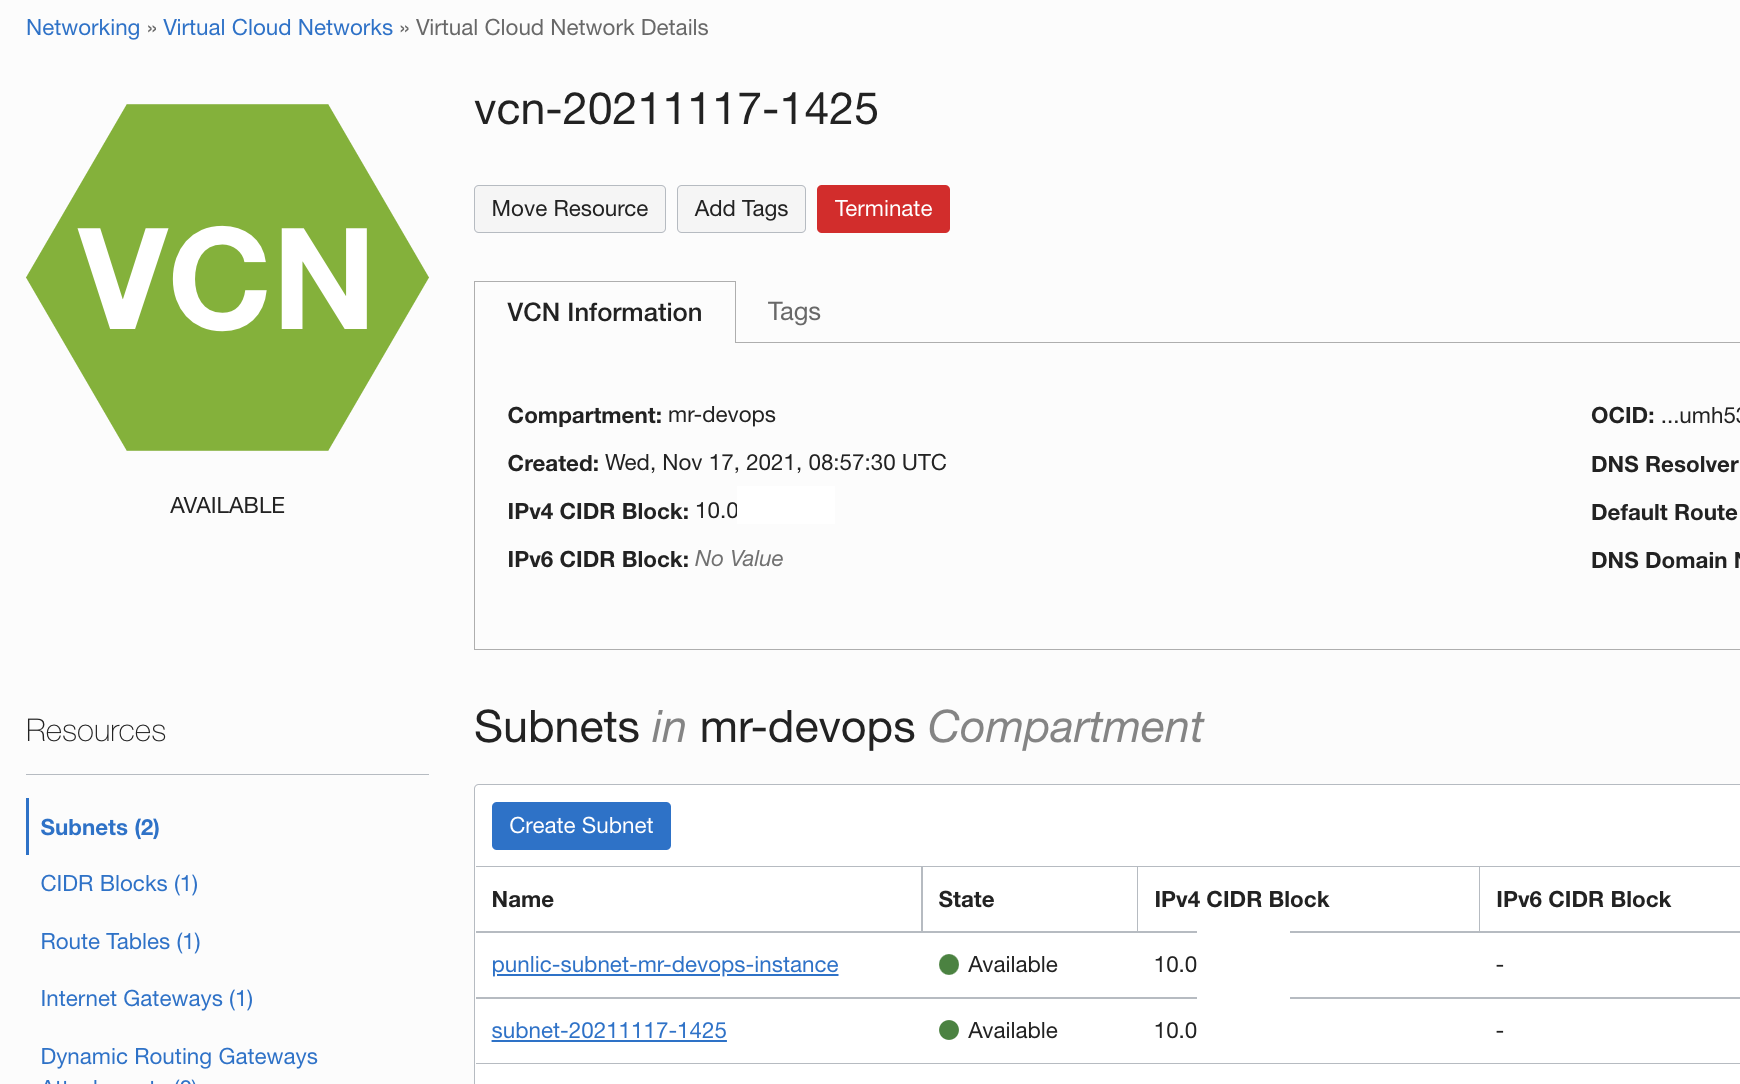 Networking » Virtual Cloud Networks » Virtual Cloud Network Details
VCN
AVAILABLE
vcn-20211117-1425
Move Resource Add Tags Terminate
VCN Information Tags
Compartment: mr-devops
Created: Wed, Nov 17, 2021, 08:57:30 UTC
IPv4 CIDR Block: 10.0
IPv6 CIDR Block: No Value
OCID: ...umh53
DNS Resolver
Default Route
DNS Domain
Resources
Subnets (2)
CIDR Blocks (1)
Route Tables (1)
Internet Gateways (1)
Dynamic Routing Gateways
Subnets in mr-devops Compartment
Create Subnet
Name State IPv4 CIDR Block IPv6 CIDR Block
punlic-subnet-mr-devops-instance Available 10.0 -
subnet-20211117-1425 Available 10.0 -